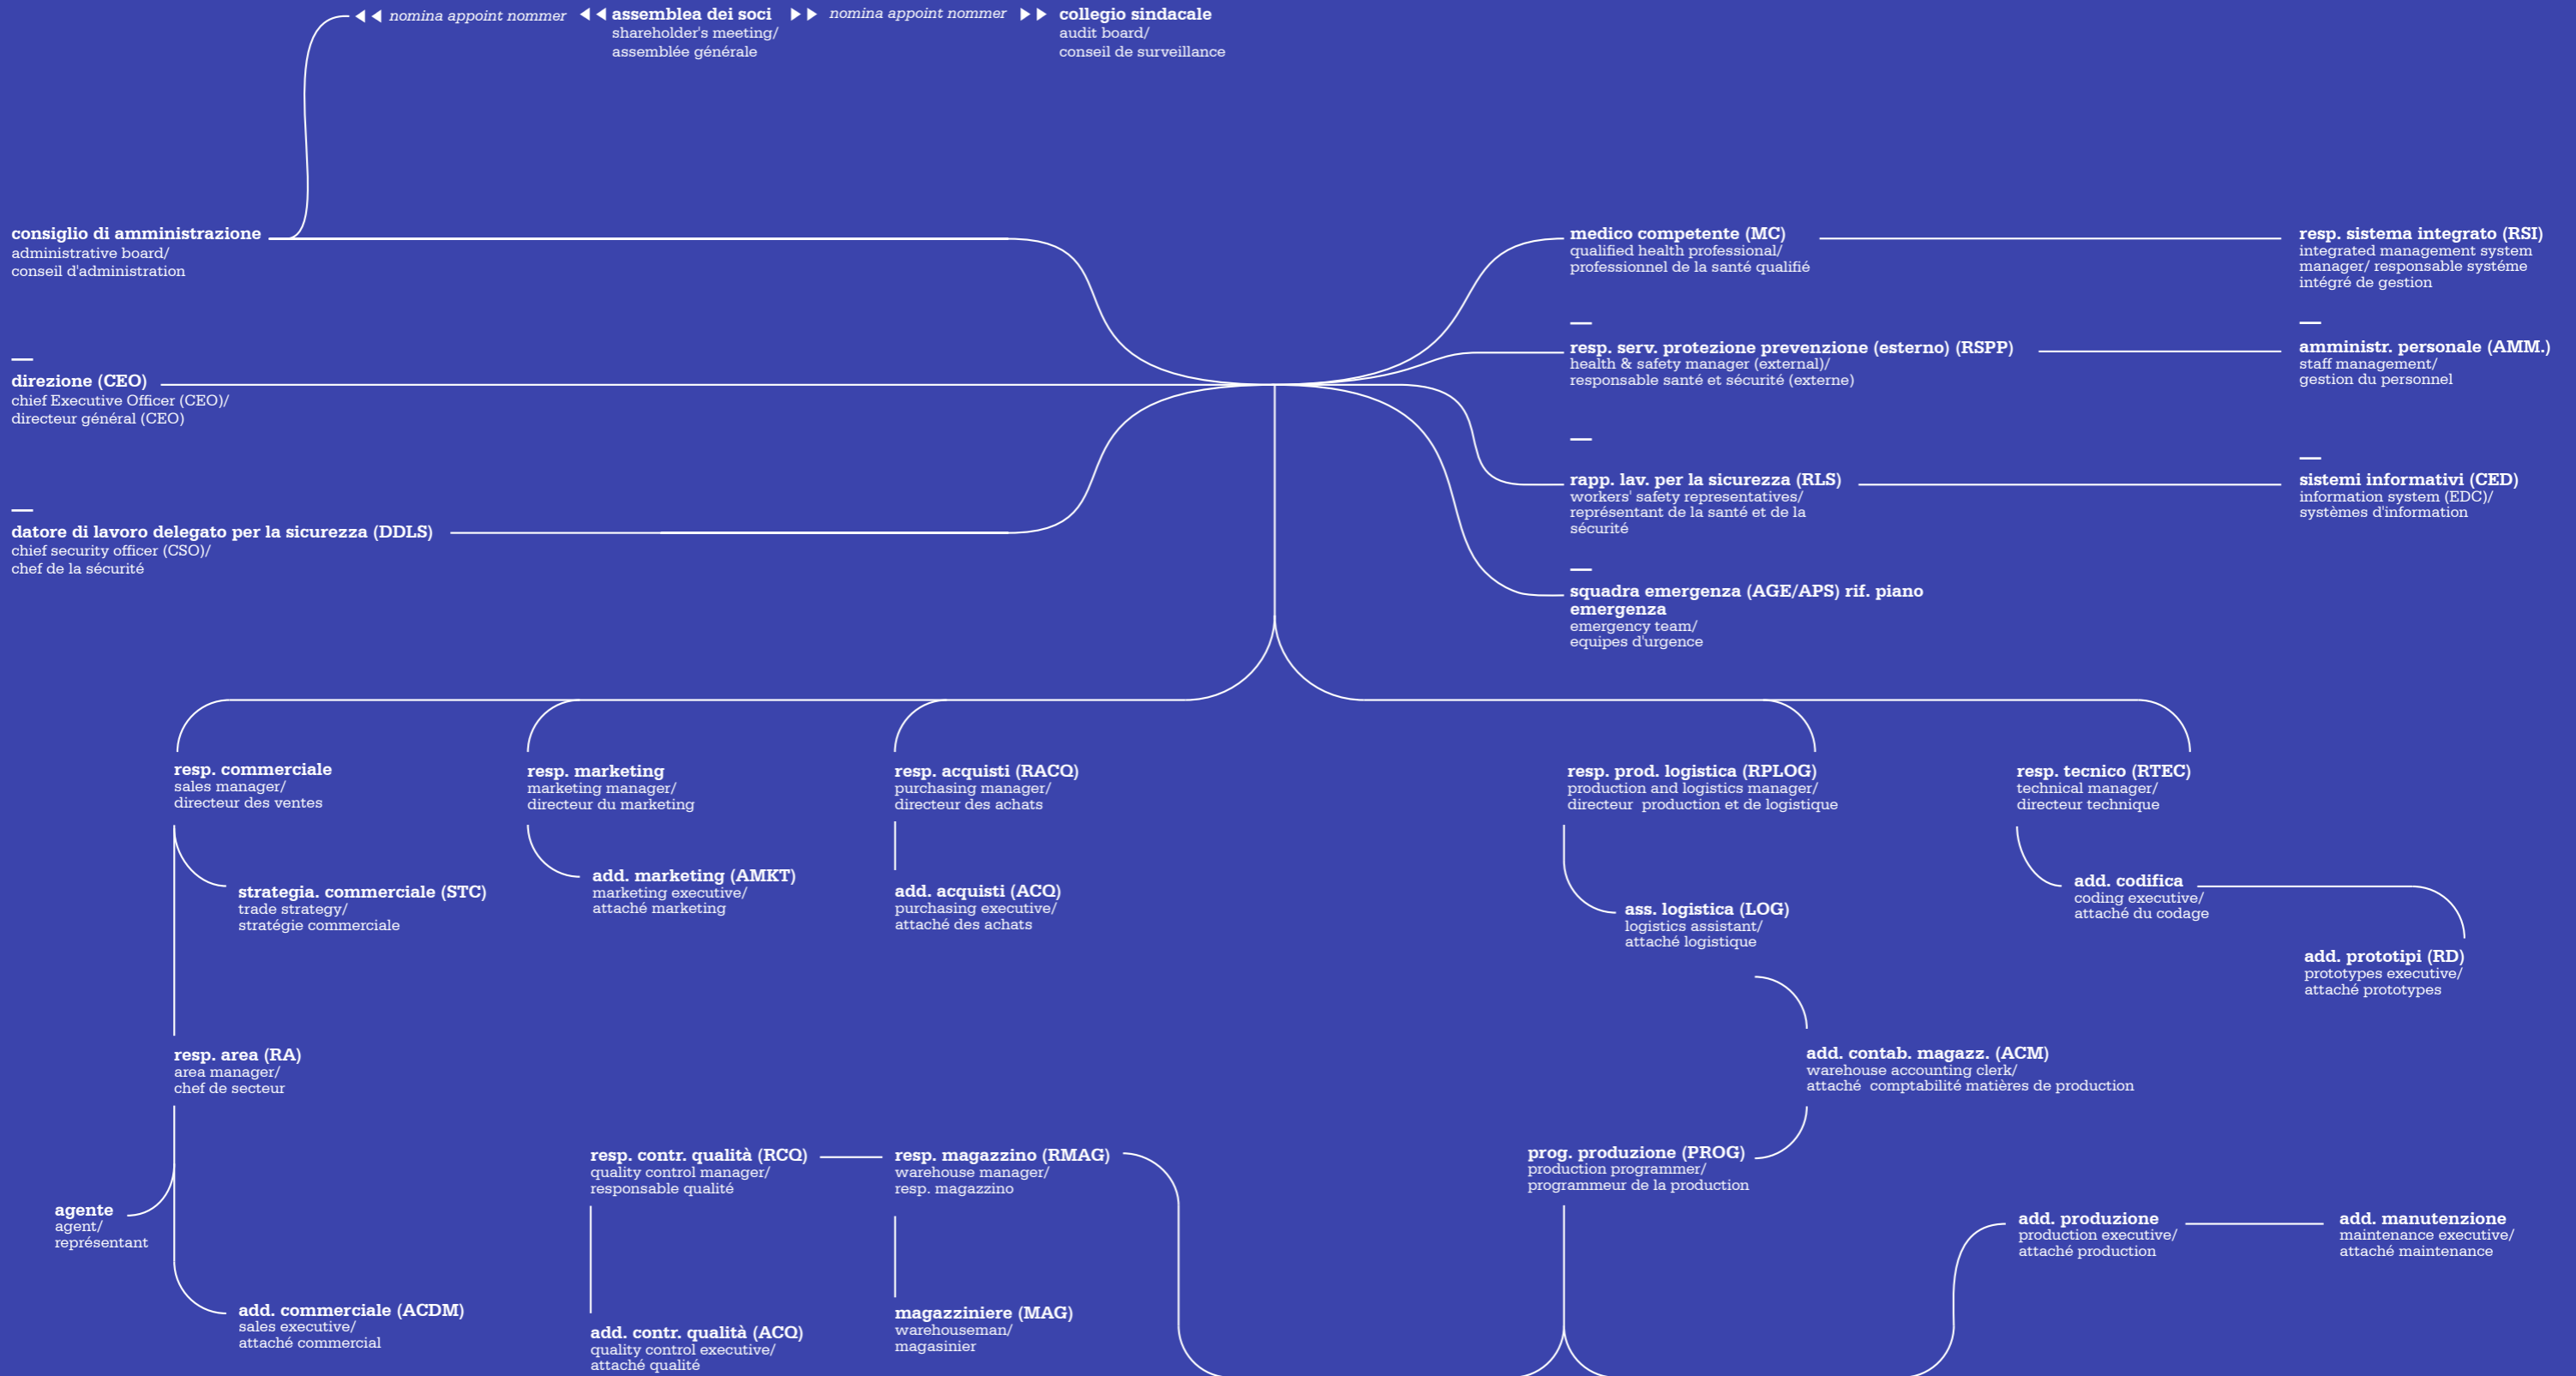 nomina appoint nommer
assemblea dei soci
shareholder's meeting/
assemblée générale
nomina appoint nommer
collegio sindacale
audit board/
conseil de surveillance
consiglio di amministrazione
administrative board/
conseil d'administration
direzione (CEO)
chief Executive Officer (CEO)/
directeur général (CEO)
datore di lavoro delegato per la sicurezza (DDLS)
chief security officer (CSO)/
chef de la sécurité
medico competente (MC)
qualified health professional/
professionnel de la santé qualifié
resp. serv. protezione prevenzione (esterno) (RSPP)
health & safety manager (external)/
responsable santé et sécurité (externe)
rapp. lav. per la sicurezza (RLS)
workers' safety representatives/
représentant de la santé et de la
sécurité
squadra emergenza (AGE/APS) rif. piano
emergenza
emergency team/
equipes d'urgence
resp. sistema integrato (RSI)
integrated management system
manager/ responsable systéme
intégré de gestion
amministr. personale (AMM.)
staff management/
gestion du personnel
sistemi informativi (CED)
information system (EDC)/
systèmes d'information
resp. commerciale
sales manager/
directeur des ventes
strategia. commerciale (STC)
trade strategy/
stratégie commerciale
resp. marketing
marketing manager/
directeur du marketing
add. marketing (AMKT)
marketing executive/
attaché marketing
resp. acquisti (RACQ)
purchasing manager/
directeur des achats
add. acquisti (ACQ)
purchasing executive/
attaché des achats
resp. prod. logistica (RPLOG)
production and logistics manager/
directeur  production et de logistique
ass. logistica (LOG)
logistics assistant/
attaché logistique
resp. tecnico (RTEC)
technical manager/
directeur technique
add. codifica
coding executive/
attaché du codage
add. prototipi (RD)
prototypes executive/
attaché prototypes
resp. area (RA)
area manager/
chef de secteur
add. contab. magazz. (ACM)
warehouse accounting clerk/
attaché  comptabilité matières de production
agente
agent/
représentant
add. commerciale (ACDM)
sales executive/
attaché commercial
resp. contr. qualità (RCQ)
quality control manager/
responsable qualité
add. contr. qualità (ACQ)
quality control executive/
attaché qualité
resp. magazzino (RMAG)
warehouse manager/
resp. magazzino
magazziniere (MAG)
warehouseman/
magasinier
prog. produzione (PROG)
production programmer/
programmeur de la production
add. produzione
production executive/
attaché production
add. manutenzione
maintenance executive/
attaché maintenance